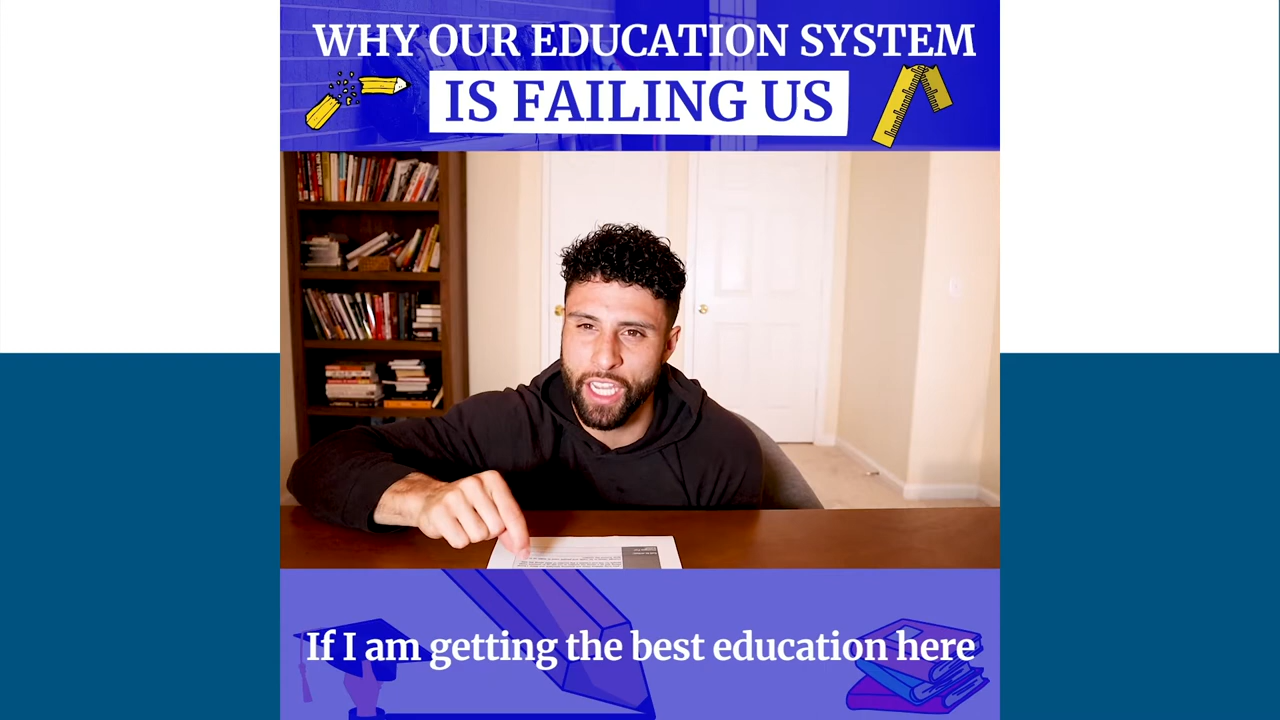 WHY OUR EDUCATION SYSTEM
IS FAILING US
If I am getting the best education here